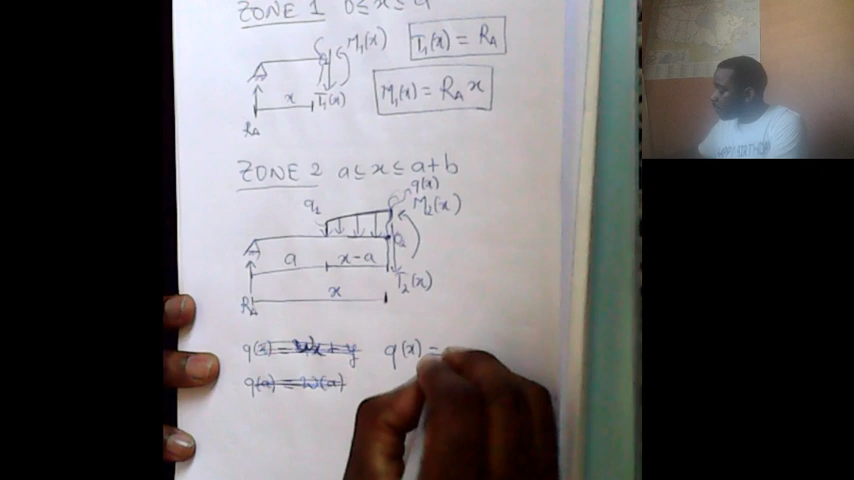 ZONE 1 0 ≤ x ≤ a
M₁(x)
T₁(x) = R_A
x
T₁(x)
M₁(x) = R_A x
R_A
ZONE 2 a ≤ x ≤ a+b
q(x)
q₁
M₂(x)
a
x-a
T₂(x)
R_A
x
q(x) =
q(a) =